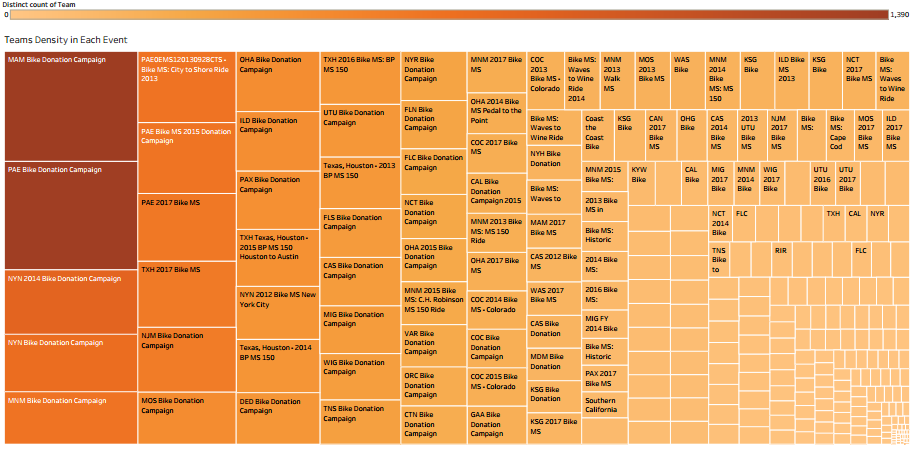 Distinct count of Team
0
1,390
Teams Density in Each Event
MAM Bike Donation Campaign
PAE Bike Donation Campaign
NYN 2014 Bike Donation Campaign
NYN Bike Donation Campaign
MNM Bike Donation Campaign
PAE0EMS120130928CTS -
Bike MS: City to Shore Ride
2013
PAE Bike MS 2015 Donation
Campaign
PAE 2017 Bike MS
TXH 2017 Bike MS
NJM Bike Donation
Campaign
MOS Bike Donation
Campaign
OHA Bike Donation
Campaign
ILD Bike Donation
Campaign
PAX Bike Donation
Campaign
TXH Texas, Houston -
2015 BP MS 150
Houston to Austin
NYN 2012 Bike MS New
York City
Texas, Houston - 2014
BP MS 150
DED Bike Donation
Campaign
TXH 2016 Bike MS: BP
MS 150
UTU Bike Donation
Campaign
Texas, Houston - 2013
BP MS 150
FLS Bike Donation
Campaign
CAS Bike Donation
Campaign
MIG Bike Donation
Campaign
WIG Bike Donation
Campaign
TNS Bike Donation
Campaign
NYR Bike
Donation
Campaign
FLN Bike
Donation
Campaign
FLC Bike Donation
Campaign
NCT Bike
Donation
Campaign
OHA 2015 Bike
Donation
Campaign
MNM 2015 Bike
MS: C.H. Robinson
MS 150 Ride
VAR Bike
Donation
Campaign
ORC Bike
Donation
Campaign
CTN Bike
Donation
Campaign
MNM 2017 Bike
MS
OHA 2014 Bike
MS Pedal to the
Point
COC 2017 Bike
MS
CAL Bike
Donation
Campaign 2015
MNM 2013 Bike
MS: MS 150
Ride
OHA 2017 Bike
MS
COC 2014 Bike
MS - Colorado
COC Bike
Donation
Campaign
COC 2015 Bike
MS - Colorado
GAA Bike
Donation
Campaign
COC
2013
Bike MS -
Colorado
Bike
MS:
Waves
to Wine
Ride
2014
MNM
2013
Walk
MS
MOS
2013
Bike MS
WAS
Bike
MNM
2014
Bike
MS: MS
150
KSG
Bike
ILD Bike
MS
2013
KSG
Bike
NCT
2017
Bike
MS
Bike
MS:
Waves
to Wine
Ride
Bike MS:
Waves to
Wine Ride
Coast
the
Coast
Bike
KSG
Bike
CAN
2017
Bike
MS
OHG
Bike
CAS
2014
Bike
MS
2013
UTU
Bike
MS
NJM
2017
Bike
MS
Bike
MS:
Bike
MS:
Cape
Cod
MOS
2017
Bike
MS
ILD
2017
Bike
MS
NYH Bike
Donation
Bike MS:
Waves to
MAM 2017
Bike MS
CAS 2012 Bike
MS
WAS 2017
Bike MS
CAS Bike
Donation
MDM Bike
Donation
KSG Bike
Donation
KSG 2017 Bike
MS
MNM 2015
Bike MS:
2013 Bike
MS in
Bike MS:
Historic
2014 Bike
MS:
2016 Bike
MS:
MIG FY
2014 Bike
Bike MS:
Historic
PAX 2017
Bike MS
Southern
California
KYW
Bike
CAL
Bike
MIG
2017
Bike
MNM
2014
Bike
WIG
2017
Bike
UTU
2016
Bike
UTU
2017
Bike
NCT
2014
Bike
FLC
TXH
CAL
NYR
TNS
Bike
to
RIR
FLC